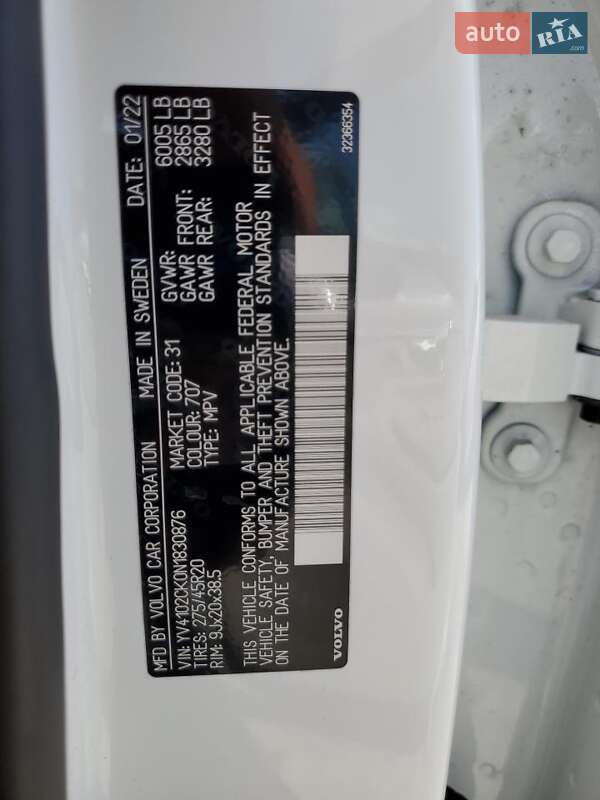 auto RIA.com
MFD BY VOLVO CAR CORPORATION MADE IN SWEDEN DATE: 01/22
VIN: YV4102CK0N1830876 MARKET CODE: 31 GVWR: 6005 LB
TIRES: 275/45R20 COLOUR: 707 GAWR FRONT: 2865 LB
RIM: 9Jx20x38.5 TYPE: MPV GAWR REAR: 3280 LB
THIS VEHICLE CONFORMS TO ALL APPLICABLE FEDERAL MOTOR
VEHICLE SAFETY, BUMPER AND THEFT PREVENTION STANDARDS IN EFFECT
ON THE DATE OF MANUFACTURE SHOWN ABOVE.
VOLVO 32366354